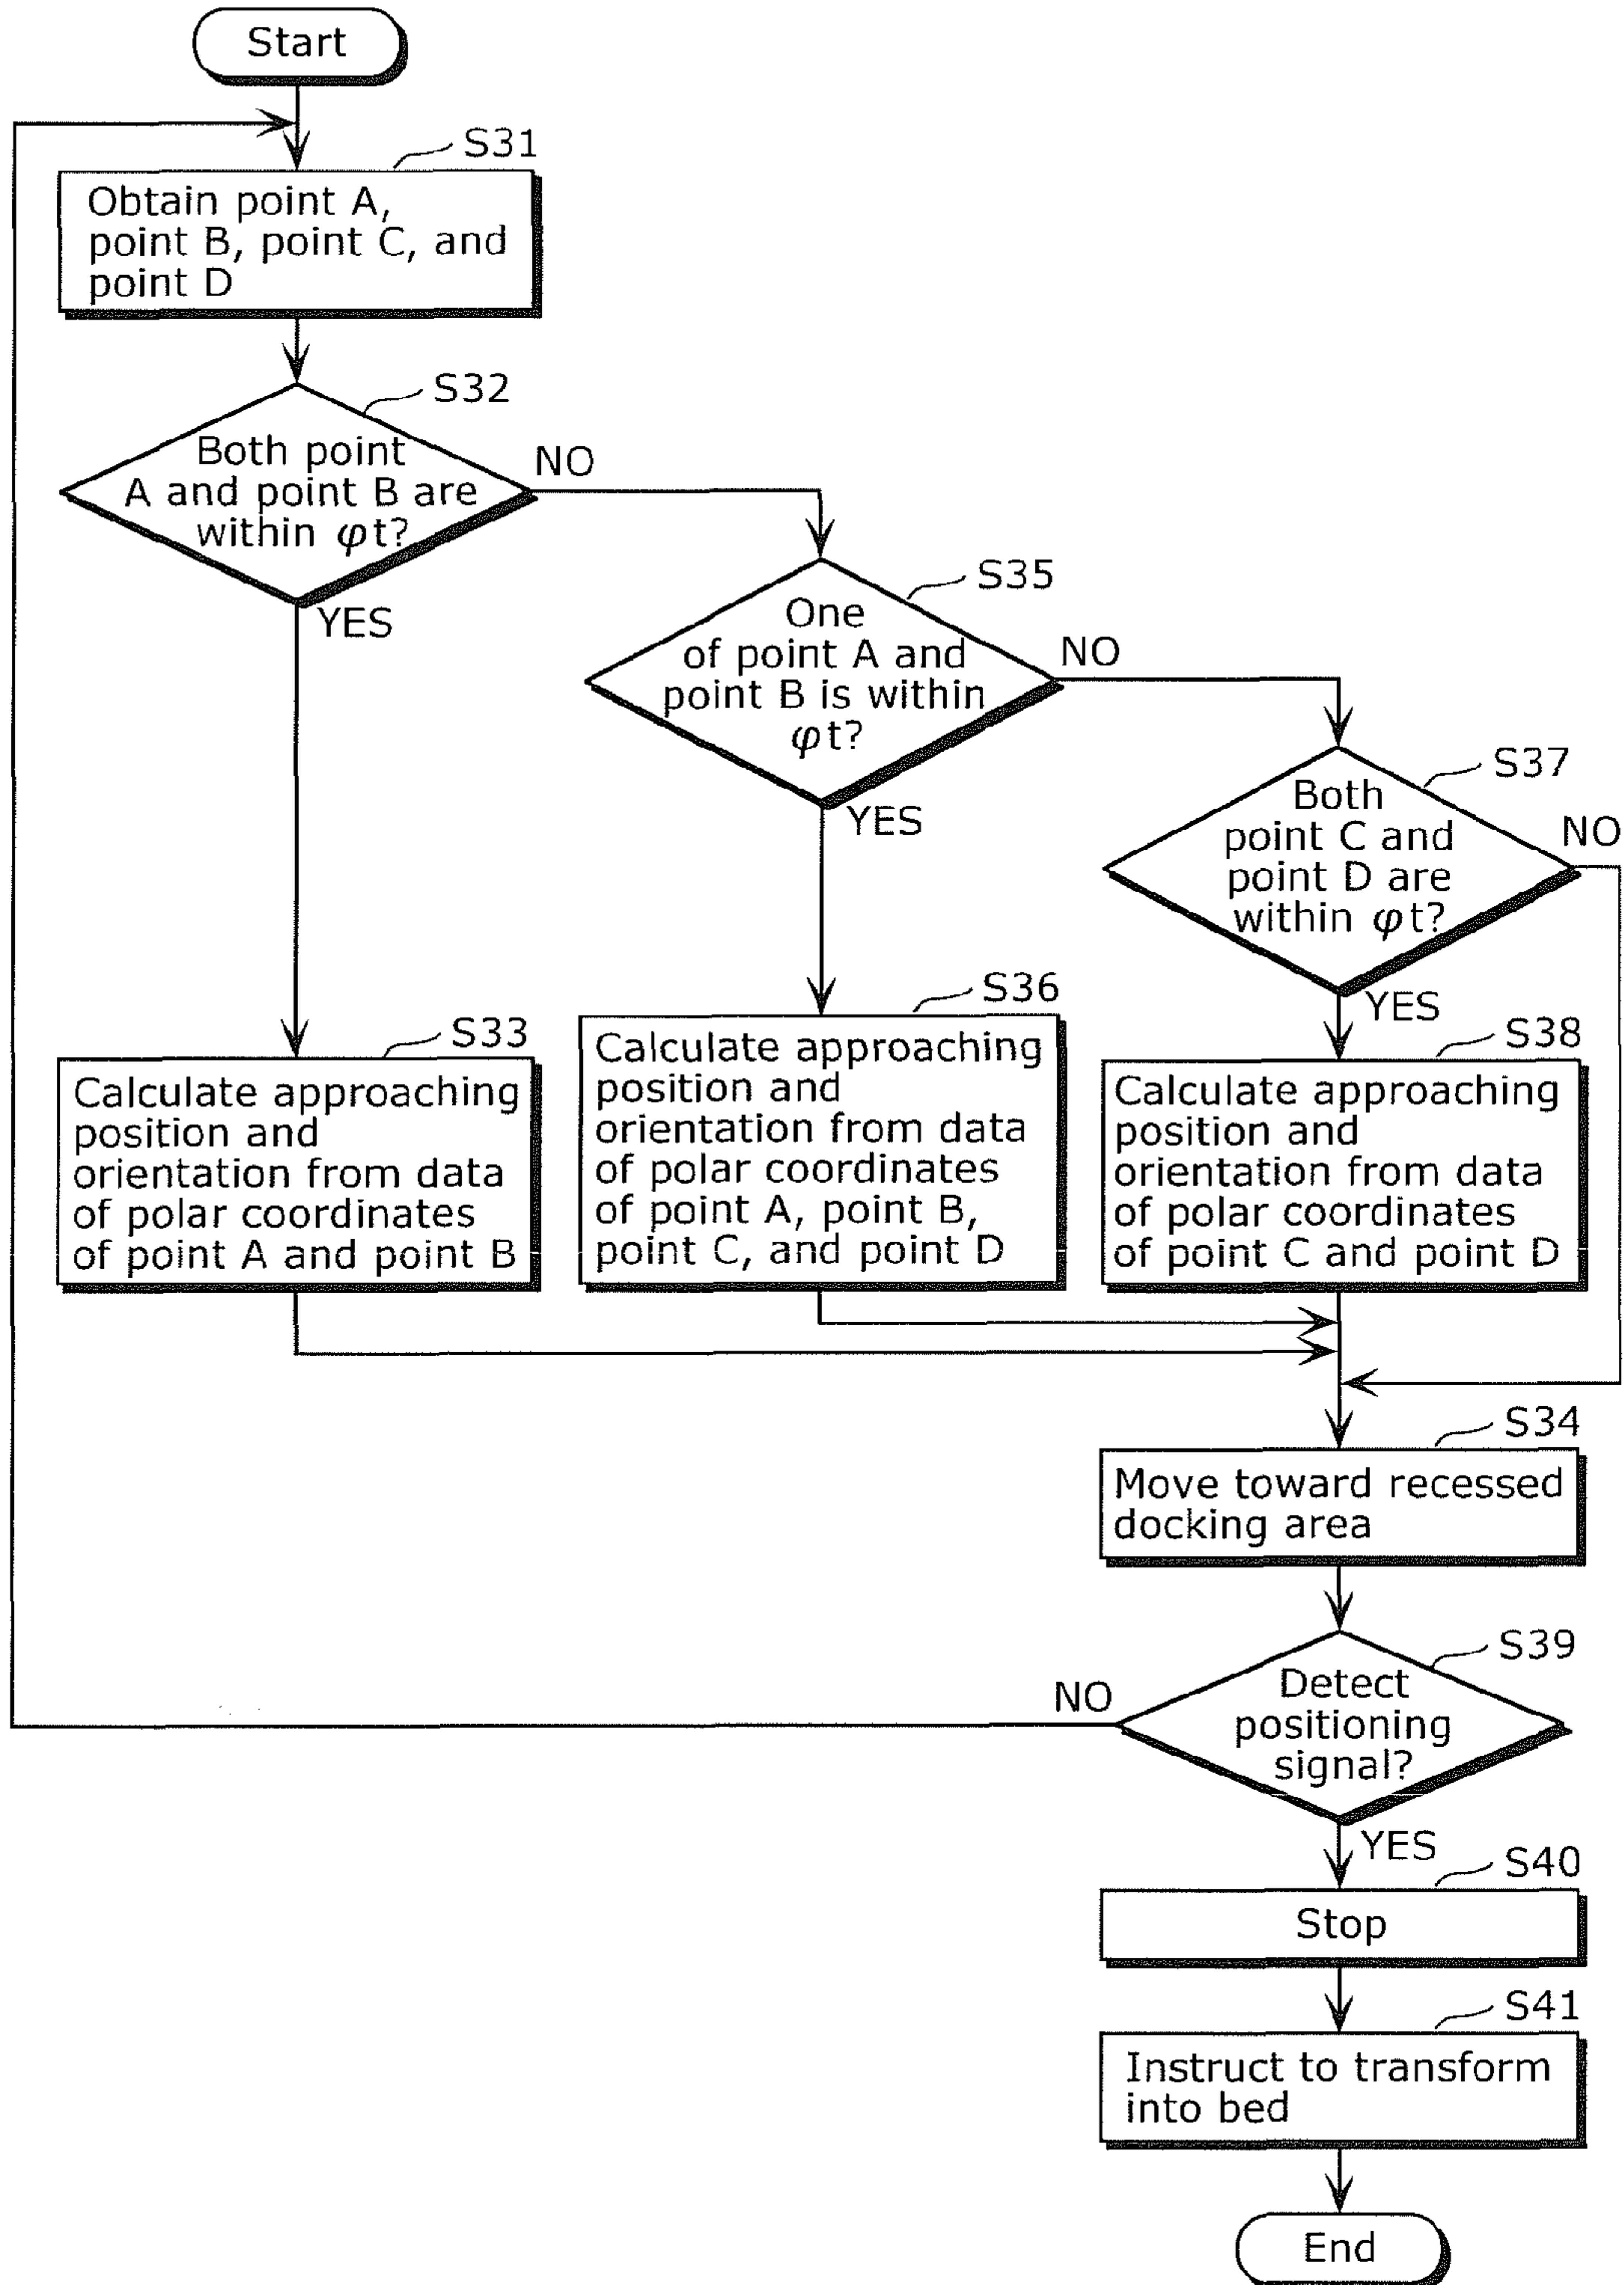 Start
S31
Obtain point A,
point B, point C, and
point D
S32
Both point
A and point B are
within φt?
NO
YES
S35
One
of point A and
point B is within
φt?
NO
YES
S37
Both
point C and
point D are
within φt?
NO
YES
S33
Calculate approaching
position and
orientation from data
of polar coordinates
of point A and point B
S36
Calculate approaching
position and
orientation from data
of polar coordinates
of point A, point B,
point C, and point D
S38
Calculate approaching
position and
orientation from data
of polar coordinates
of point C and point D
S34
Move toward recessed
docking area
S39
Detect
positioning
signal?
NO
YES
S40
Stop
S41
Instruct to transform
into bed
End